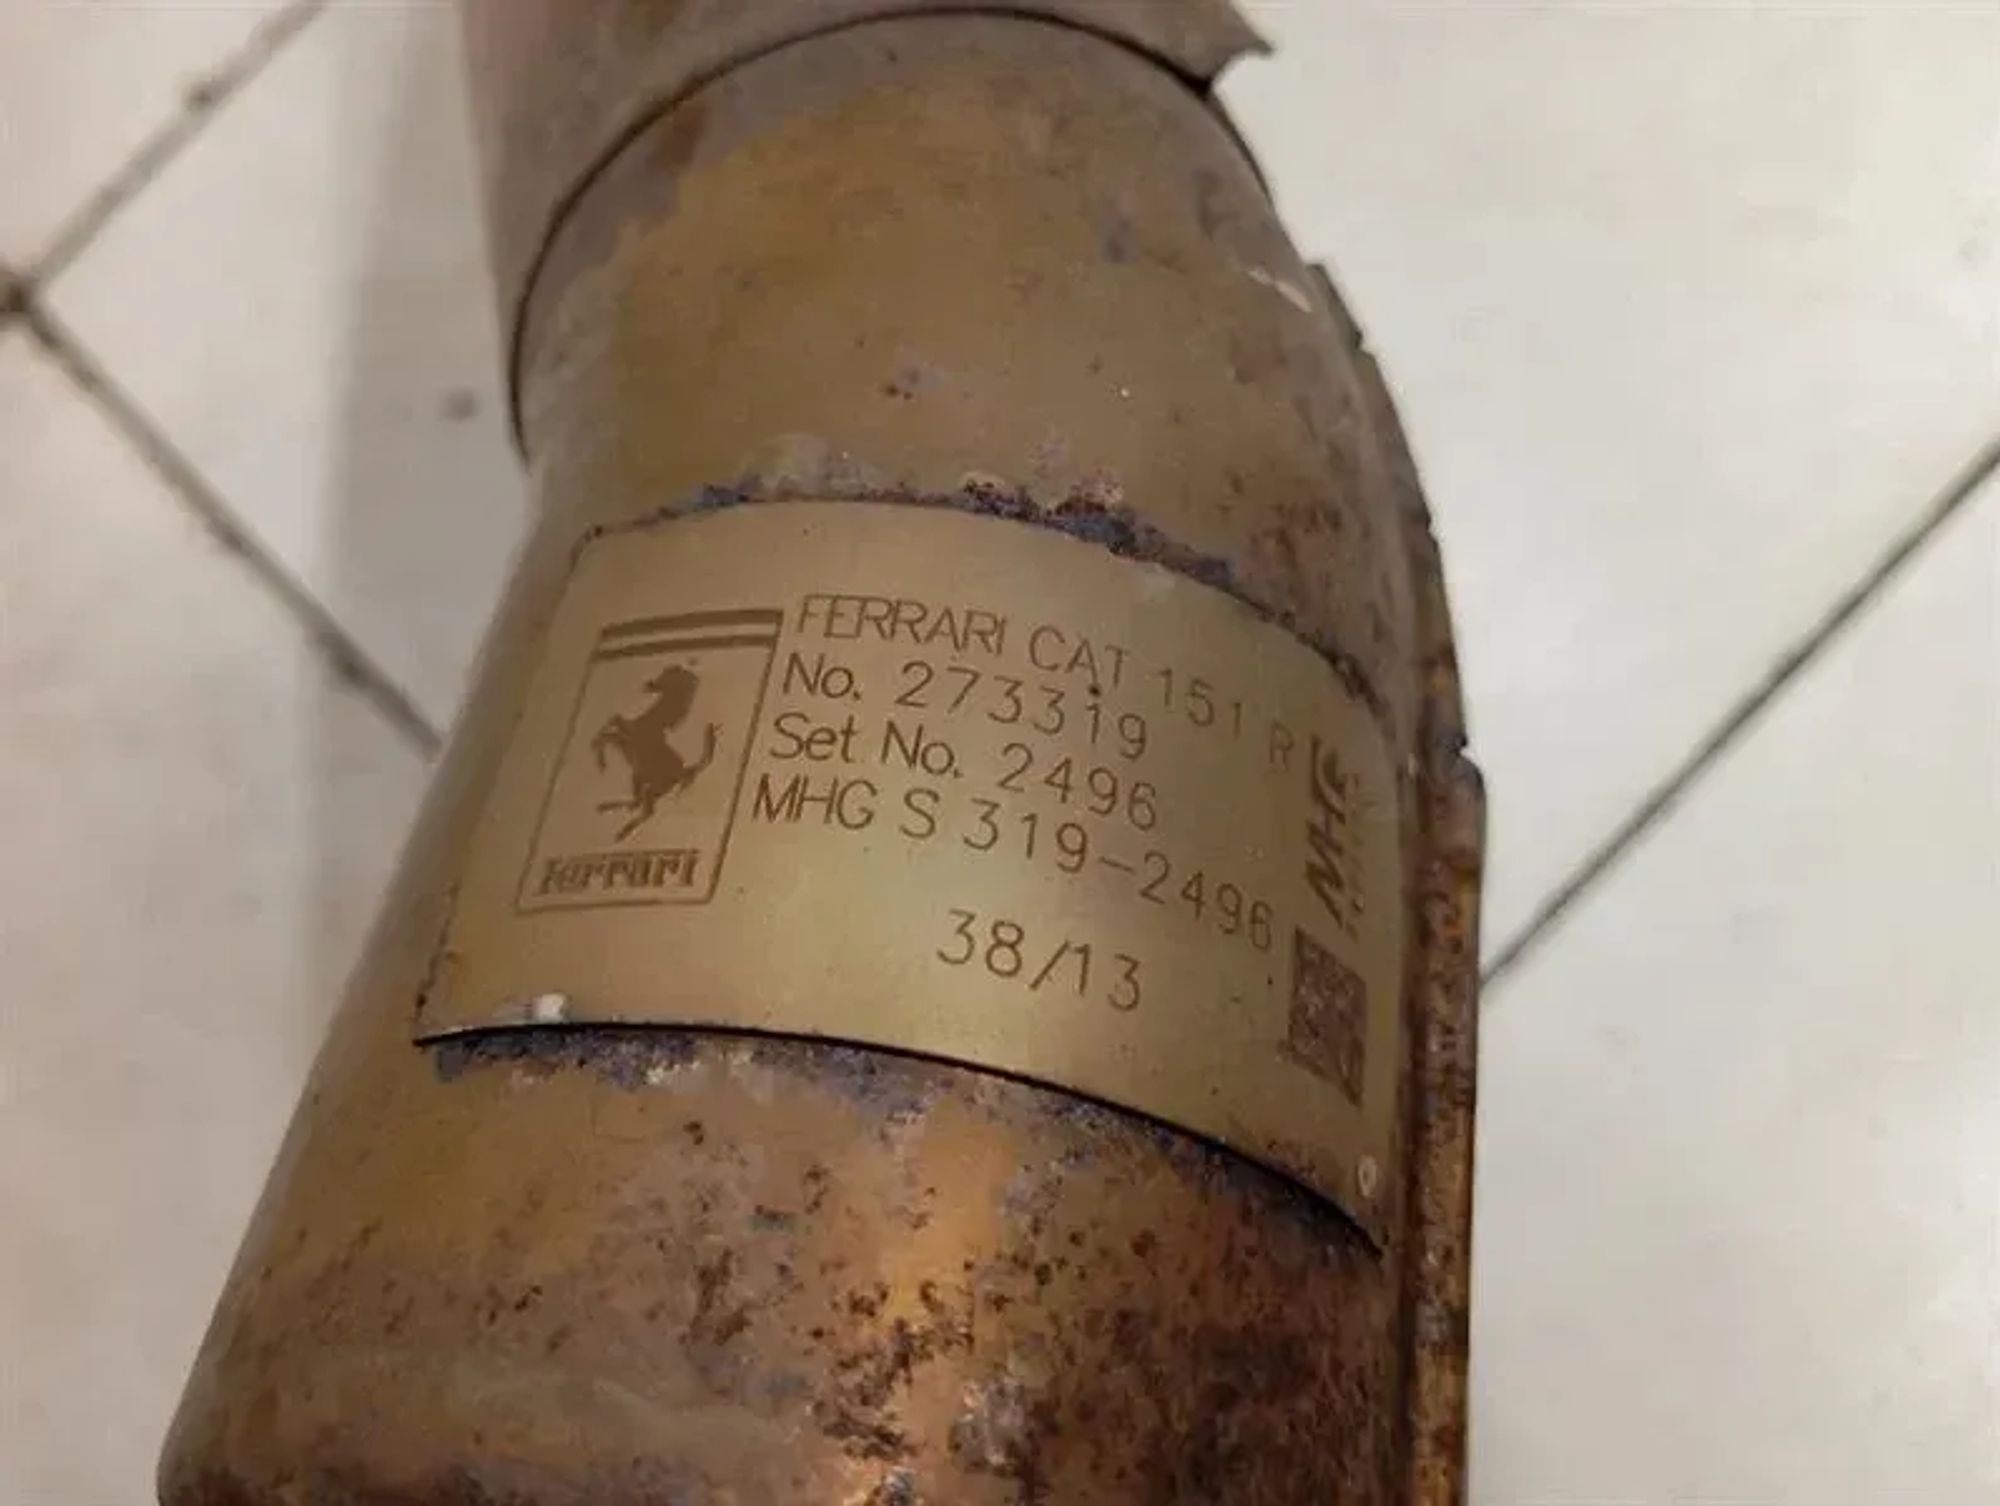 FERRARI CAT 151 R
No. 273319
Set No. 2496
MHG S 319-2496
38/13
Ferrari
MHG